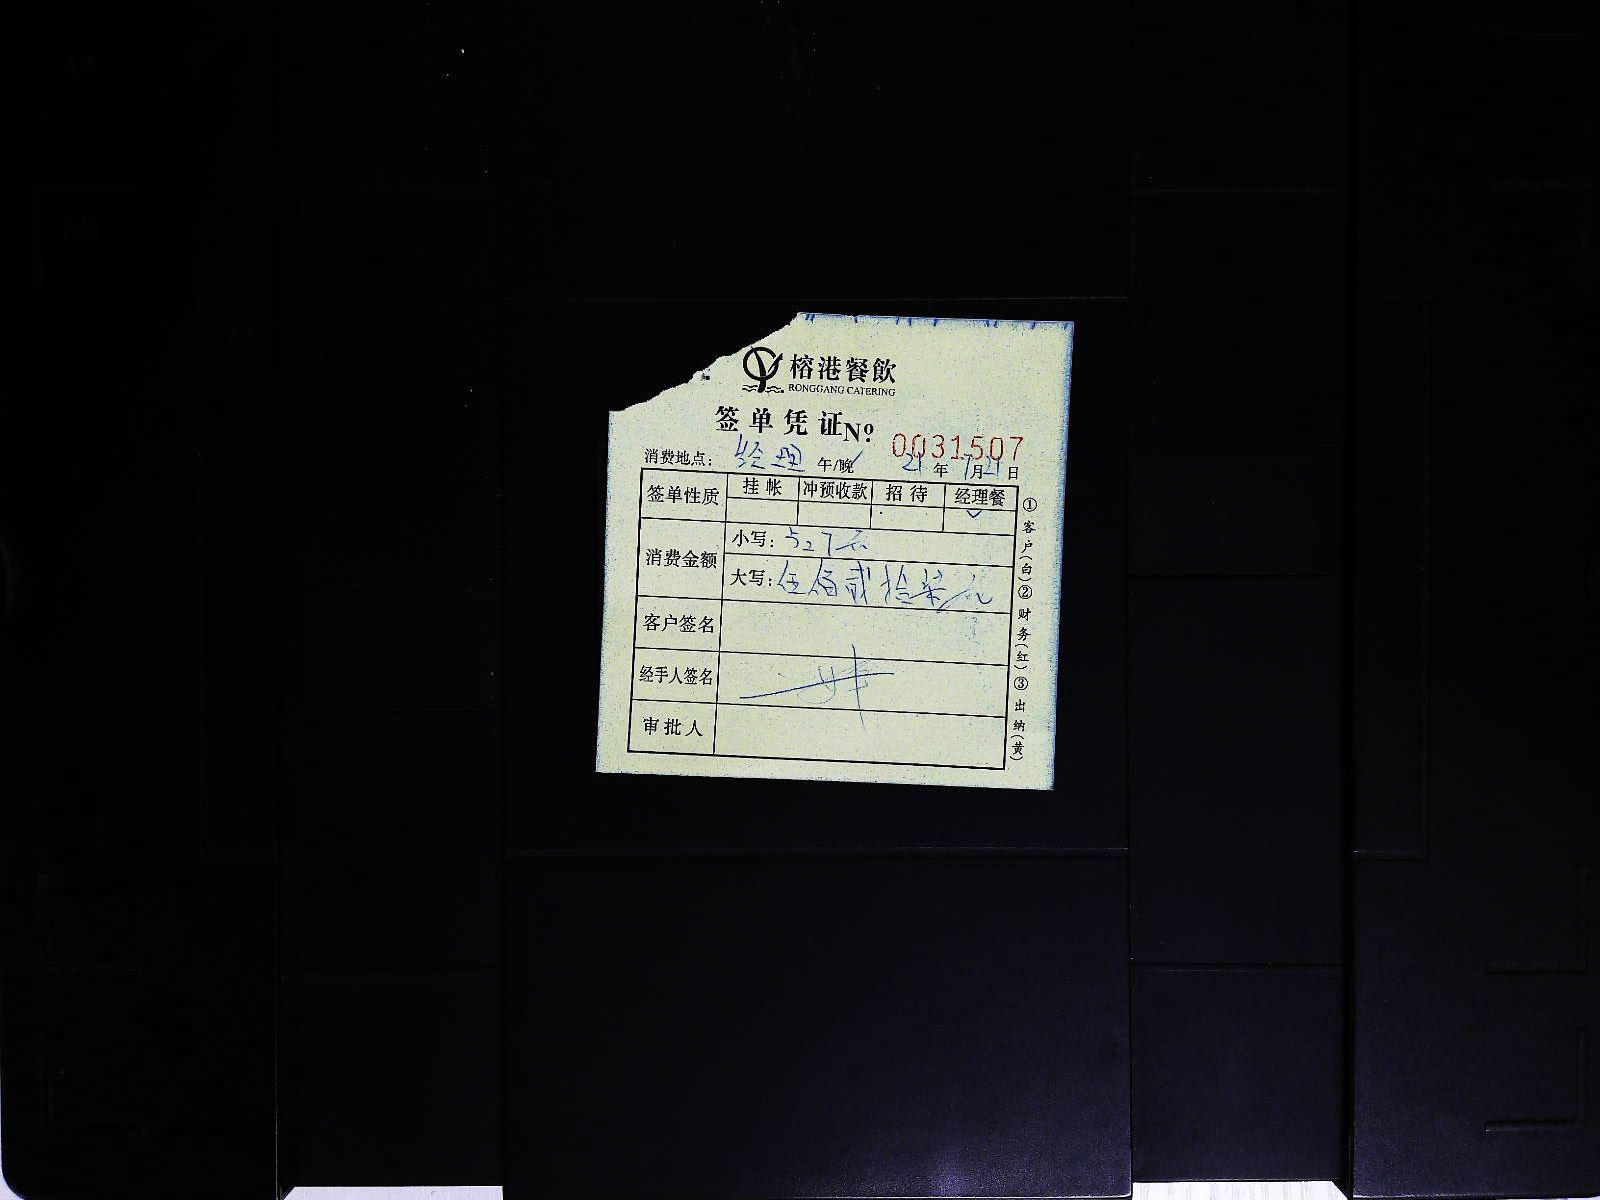 榕港餐飲
RONGGANG CATERING
签单凭证 Nº 0031507
消费地点: 经理 午/晚 21年7月21日
签单性质 挂帐 冲预收款 招待 经理餐
消费金额 小写: 527元
大写: 伍佰贰拾柒元
客户签名
经手人签名
审批人
①客户(白)②财务(红)③出纳(黄)